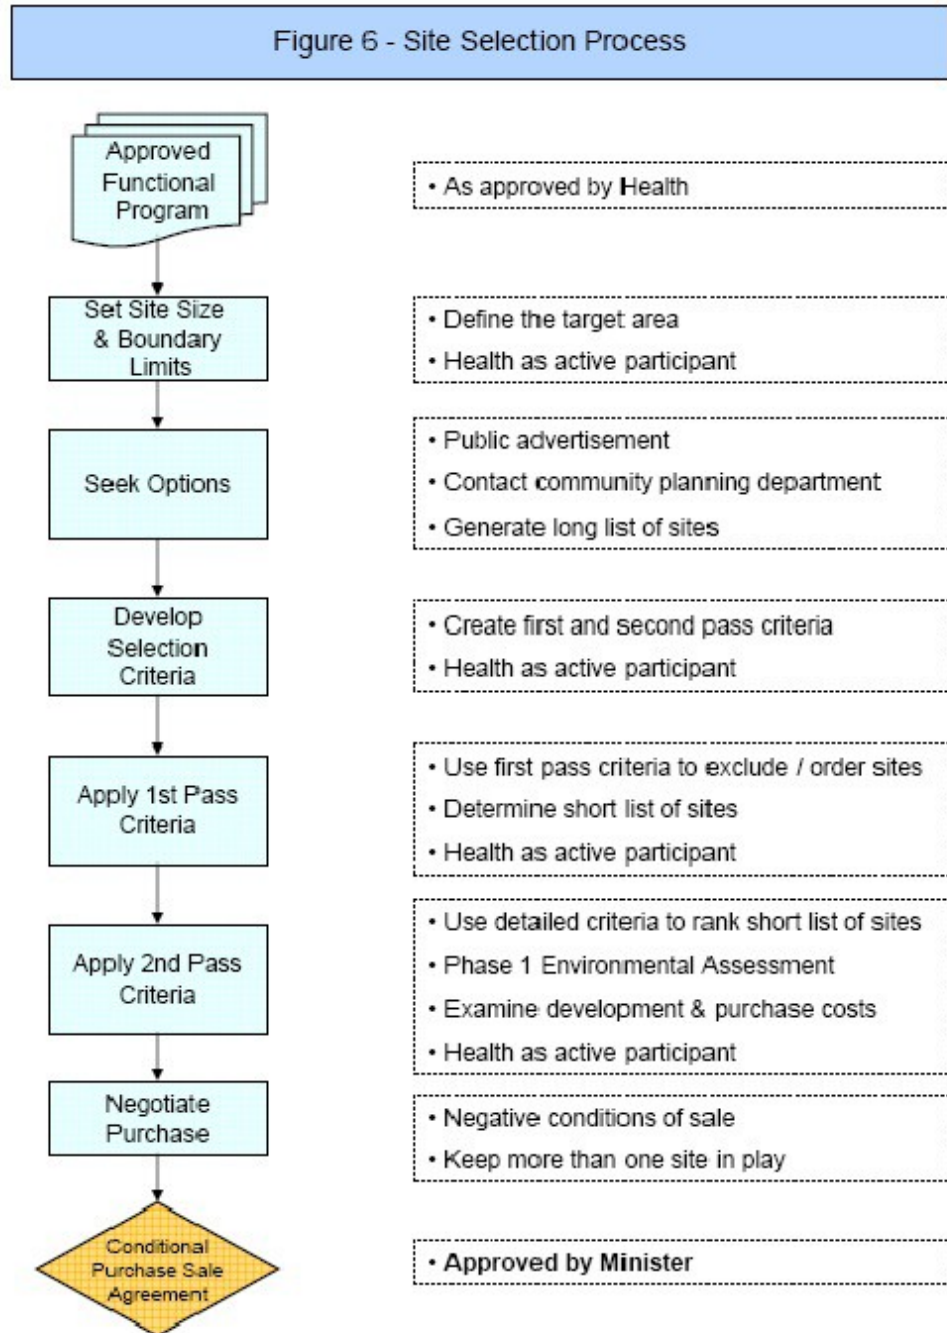 Figure 6 - Site Selection Process
Approved
Functional
Program
• As approved by Health
Set Site Size
& Boundary
Limits
• Define the target area
• Health as active participant
Seek Options
• Public advertisement
• Contact community planning department
• Generate long list of sites
Develop
Selection
Criteria
• Create first and second pass criteria
• Health as active participant
Apply 1st Pass
Criteria
• Use first pass criteria to exclude / order sites
• Determine short list of sites
• Health as active participant
Apply 2nd Pass
Criteria
• Use detailed criteria to rank short list of sites
• Phase 1 Environmental Assessment
• Examine development & purchase costs
• Health as active participant
Negotiate
Purchase
• Negative conditions of sale
• Keep more than one site in play
Conditional
Purchase Sale
Agreement
• Approved by Minister